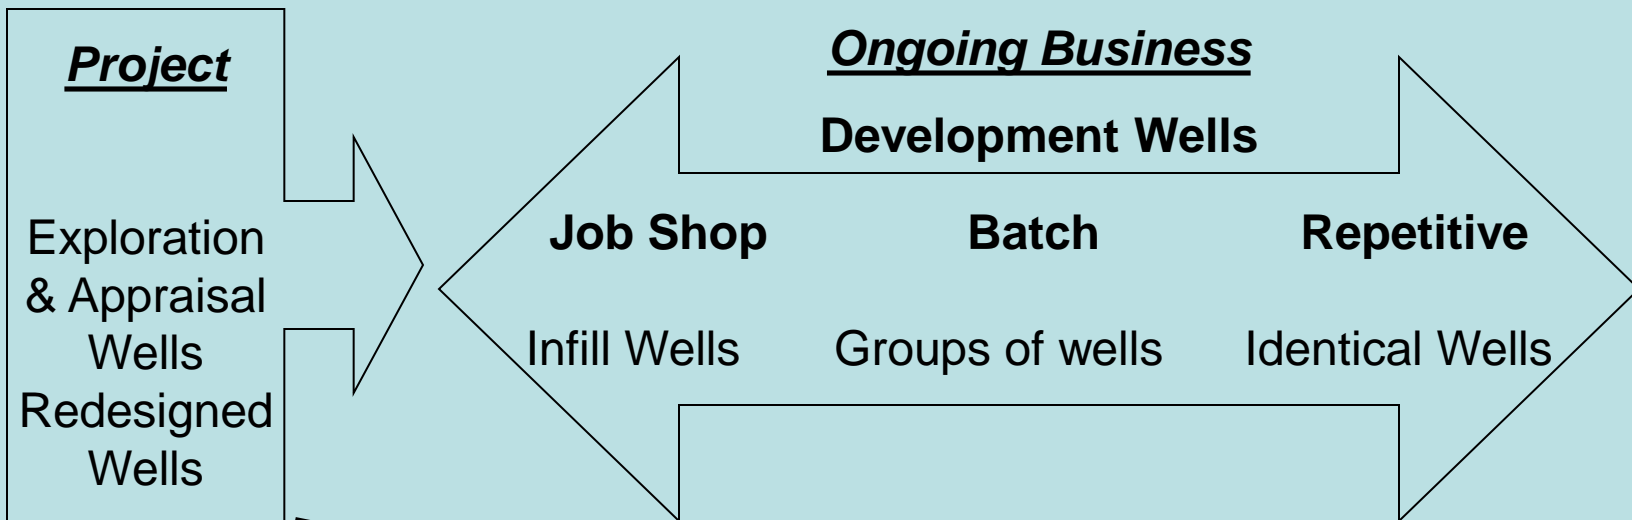 Project
Exploration
& Appraisal
Wells
Redesigned
Wells
Ongoing Business
Development Wells
Job Shop Batch Repetitive
Infill Wells Groups of wells Identical Wells